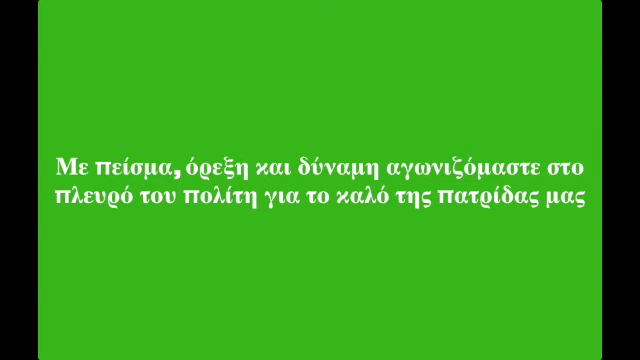 Με πείσμα, όρεξη και δύναμη αγωνιζόμαστε στο
πλευρό του πολίτη για το καλό της πατρίδας μας